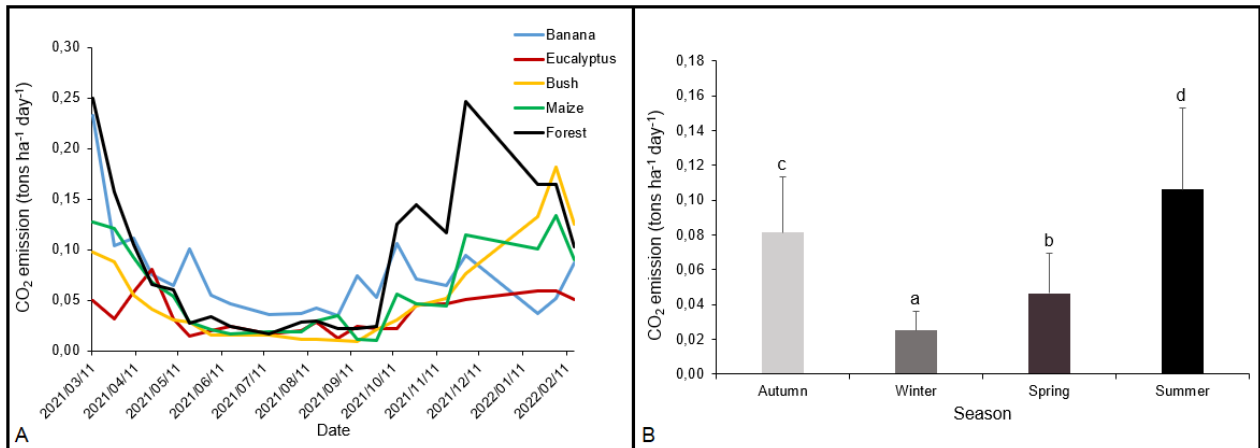 Banana
Eucalyptus
Bush
Maize
Forest
CO2 emission (tons ha-1 day-1)
0,30
0,25
0,20
0,15
0,10
0,05
0,00
2021/03/11
2021/04/11
2021/05/11
2021/06/11
2021/07/11
2021/08/11
2021/09/11
2021/10/11
2021/11/11
2021/12/11
2022/01/11
2022/02/11
Date
A
CO2 emission (tons ha-1 day-1)
0,18
0,16
0,14
0,12
0,10
0,08
0,06
0,04
0,02
0,00
c
a
b
d
Autumn Winter Spring Summer
Season
B